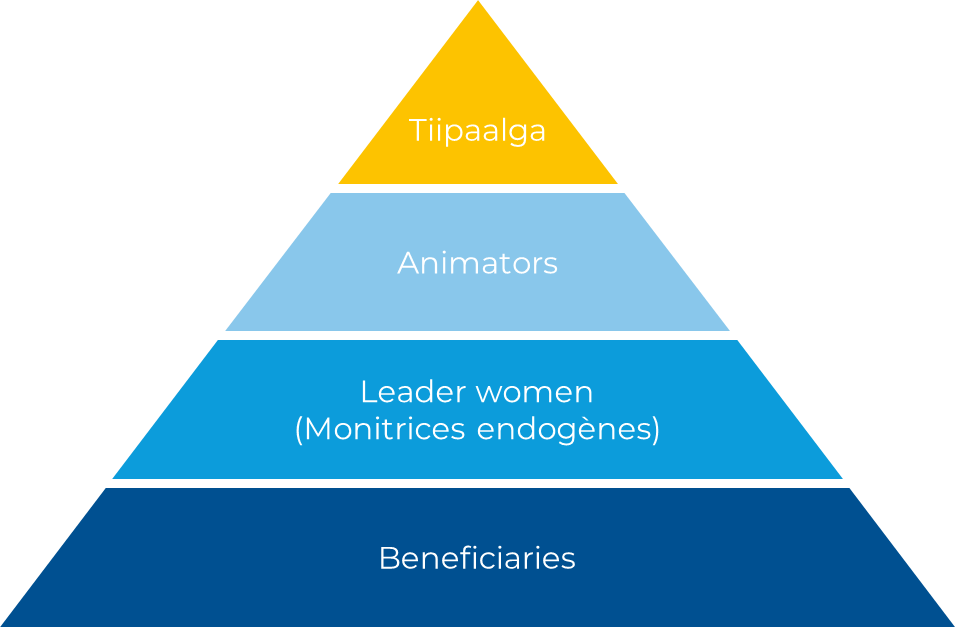 Tiipaalga
Animators
Leader women
(Monitrices endogènes)
Beneficiaries